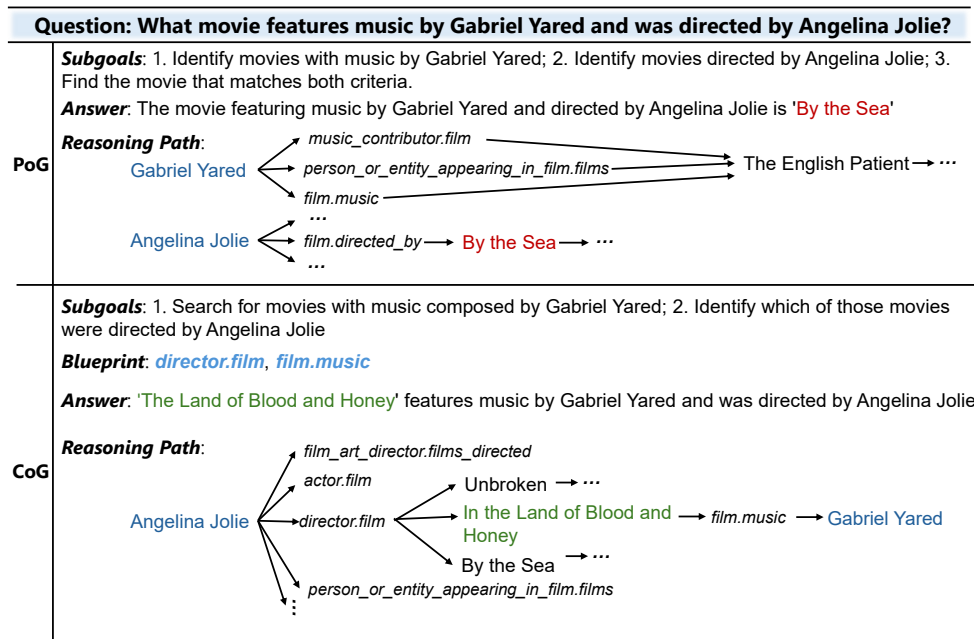 Question: What movie features music by Gabriel Yared and was directed by Angelina Jolie?
PoG
Subgoals: 1. Identify movies with music by Gabriel Yared; 2. Identify movies directed by Angelina Jolie; 3.
Find the movie that matches both criteria.
Answer: The movie featuring music by Gabriel Yared and directed by Angelina Jolie is 'By the Sea'
Reasoning Path:
Gabriel Yared
music_contributor.film
person_or_entity_appearing_in_film.films
film.music
The English Patient
...
Angelina Jolie
...
film.directed_by
By the Sea
...
...
CoG
Subgoals: 1. Search for movies with music composed by Gabriel Yared; 2. Identify which of those movies
were directed by Angelina Jolie
Blueprint: director.film, film.music
Answer: 'The Land of Blood and Honey' features music by Gabriel Yared and was directed by Angelina Jolie
Reasoning Path:
Angelina Jolie
film_art_director.films_directed
actor.film
director.film
Unbroken
...
In the Land of Blood and
Honey
film.music
Gabriel Yared
By the Sea
...
person_or_entity_appearing_in_film.films
⋮